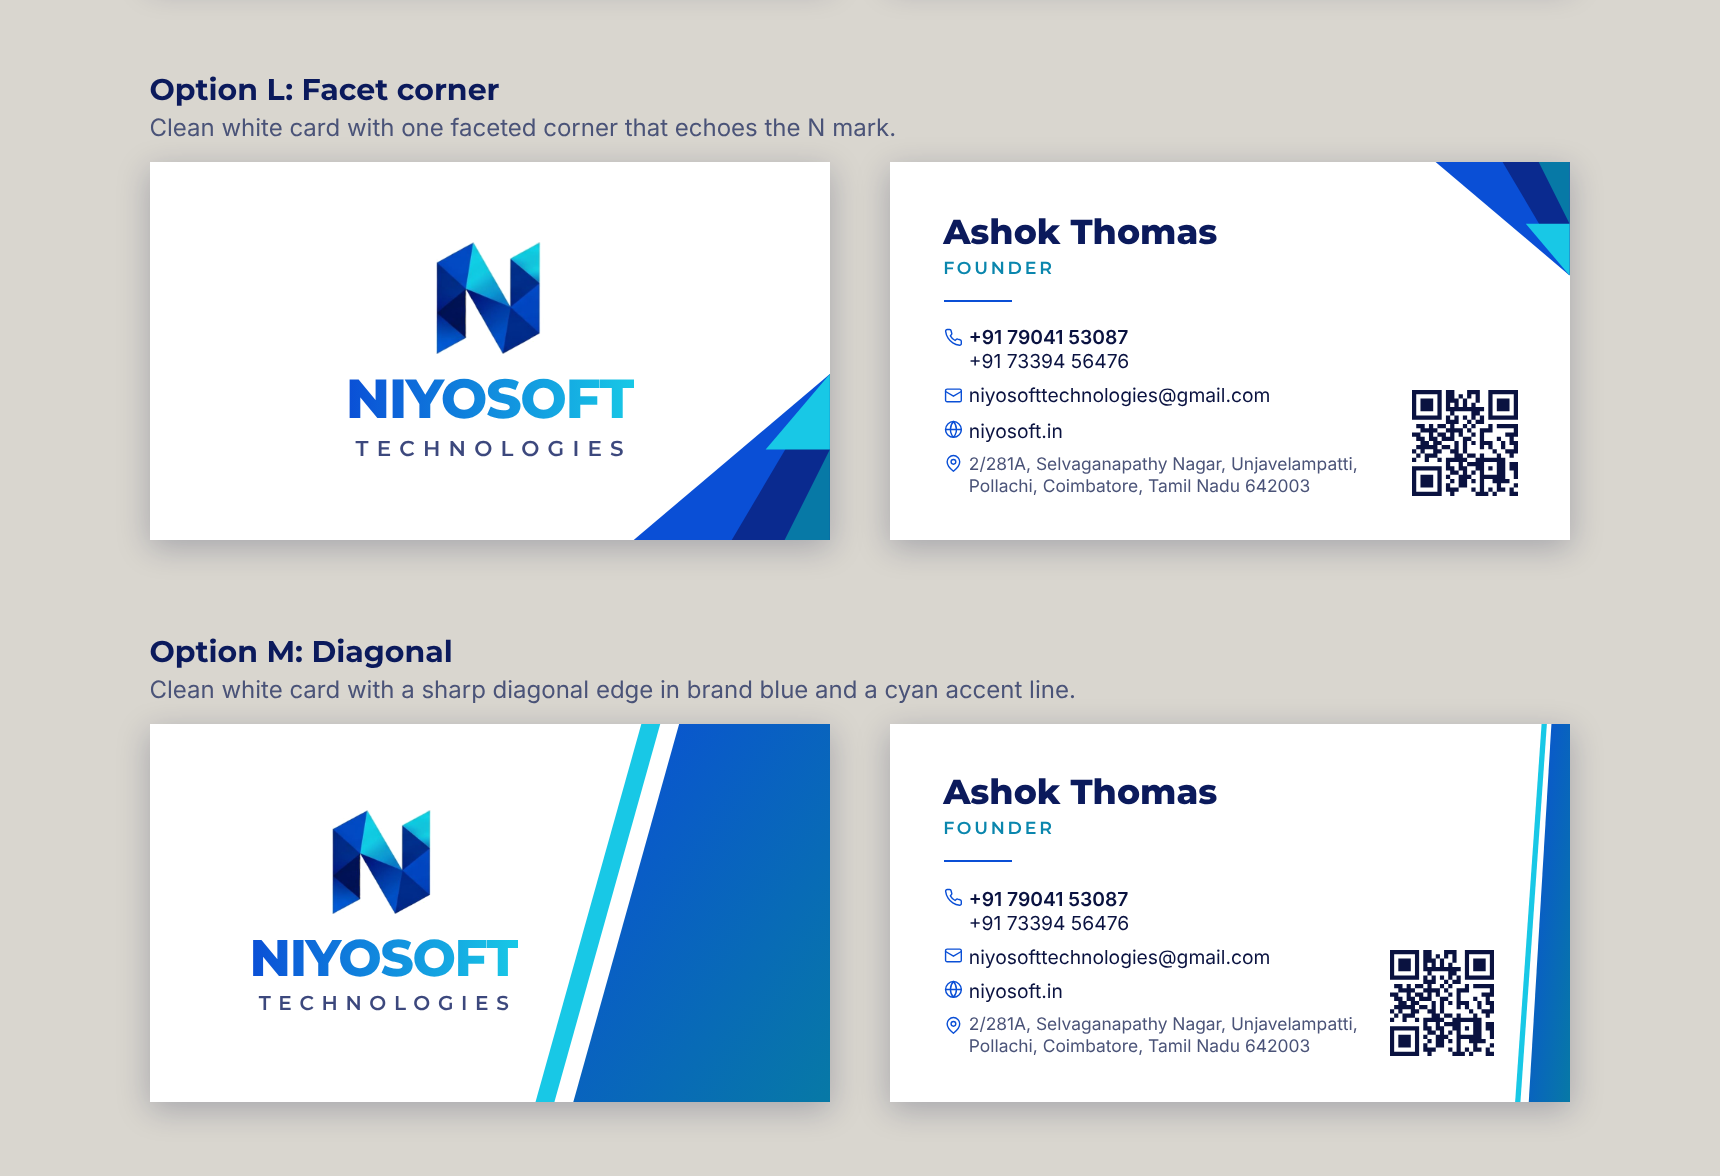 Option L: Facet corner
Clean white card with one faceted corner that echoes the N mark.
NIYOSOFT
TECHNOLOGIES
Ashok Thomas
FOUNDER
+91 79041 53087
+91 73394 56476
niyosofttechnologies@gmail.com
niyosoft.in
2/281A, Selvaganapathy Nagar, Unjavelampatti,
Pollachi, Coimbatore, Tamil Nadu 642003
Option M: Diagonal
Clean white card with a sharp diagonal edge in brand blue and a cyan accent line.
NIYOSOFT
TECHNOLOGIES
Ashok Thomas
FOUNDER
+91 79041 53087
+91 73394 56476
niyosofttechnologies@gmail.com
niyosoft.in
2/281A, Selvaganapathy Nagar, Unjavelampatti,
Pollachi, Coimbatore, Tamil Nadu 642003